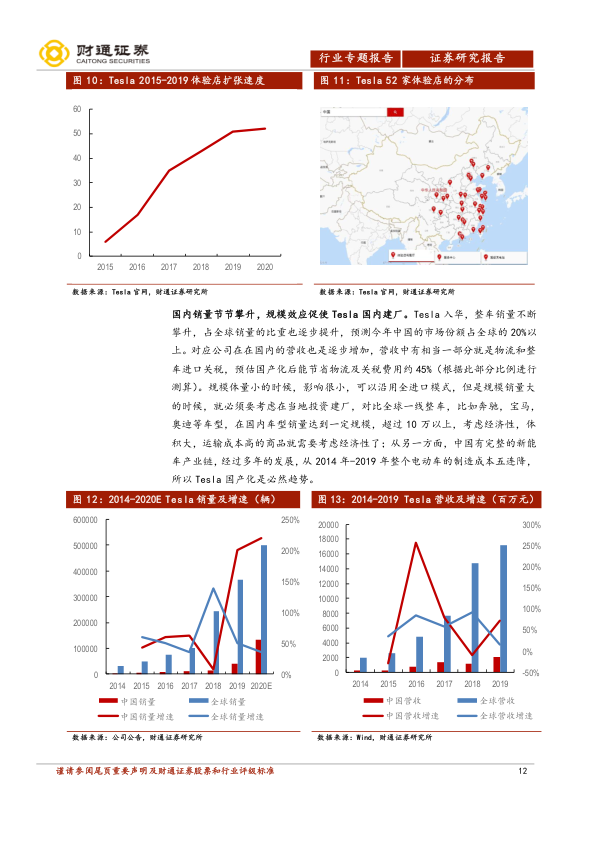 财通证券
CAITONG SECURITIES
行业专题报告 证券研究报告
图 10：Tesla 2015-2019 体验店扩张速度
图 11：Tesla 52 家体验店的分布
60
50
40
30
20
10
0
2015 2016 2017 2018 2019 2020
中国
数据来源：Tesla 官网，财通证券研究所
数据来源：Tesla 官网，财通证券研究所
国内销量节节攀升，规模效应促使 Tesla 国内建厂。Tesla 入华，整车销量不断
攀升，占全球销量的比重也逐步提升，预测今年中国的市场份额占全球的 20%以
上。对应公司在在国内的营收也是逐步增加，营收中有相当一部分就是物流和整
车进口关税，预估国产化后能节省物流及关税费用约 45%（根据此部分比例进行
测算）。规模体量小的时候，影响很小，可以沿用全进口模式，但是规模销量大
的时候，就必须要考虑在当地投资建厂，对比全球一线整车，比如奔驰，宝马，
奥迪等车型，在国内车型销量达到一定规模，超过 10 万以上，考虑经济性，体
积大，运输成本高的商品就需要考虑经济性了；从另一方面，中国有完整的新能
车产业链，经过多年的发展，从 2014 年-2019 年整个电动车的制造成本五连降，
所以 Tesla 国产化是必然趋势。
图 12：2014-2020E Tesla 销量及增速（辆）
图 13：2014-2019 Tesla 营收及增速（百万元）
600000
500000
400000
300000
200000
100000
0
250%
200%
150%
100%
50%
0%
2014 2015 2016 2017 2018 2019 2020E
中国销量 全球销量
中国销量增速 全球销量增速
20000
18000
16000
14000
12000
10000
8000
6000
4000
2000
0
300%
250%
200%
150%
100%
50%
0%
-50%
2014 2015 2016 2017 2018 2019
中国营收 全球营收
中国营收增速 全球营收增速
数据来源：公司公告，财通证券研究所
数据来源：Wind，财通证券研究所
谨请参阅尾页重要声明及财通证券股票和行业评级标准 12